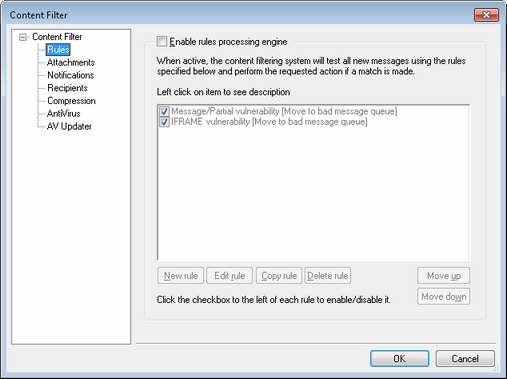 Content Filter
Content Filter
Rules
Attachments
Notifications
Recipients
Compression
AntiVirus
AV Updater
Enable rules processing engine
When active, the content filtering system will test all new messages using the rules
specified below and perform the requested action if a match is made.
Left click on item to see description
Message/Partial vulnerability [Move to bad message queue]
IFRAME vulnerability [Move to bad message queue]
New rule
Edit rule
Copy rule
Delete rule
Move up
Click the checkbox to the left of each rule to enable/disable it.
Move down
OK
Cancel